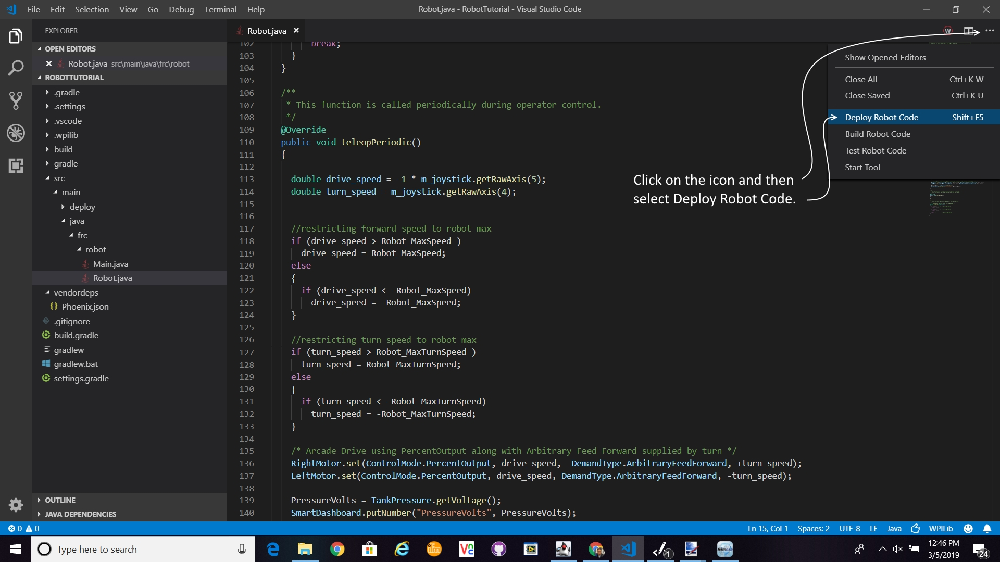 File Edit Selection View Go Debug Terminal Help
Robot.java - RobotTutorial - Visual Studio Code
EXPLORER
OPEN EDITORS
Robot.java src\main\java\frc\robot
ROBOTTUTORIAL
.gradle
.settings
.vscode
.wpilib
build
gradle
src
main
deploy
java
frc
robot
Main.java
Robot.java
vendordeps
{} Phoenix.json
.gitignore
build.gradle
gradlew
gradlew.bat
settings.gradle
OUTLINE
JAVA DEPENDENCIES
Robot.java
W
102 break;
103 }
104 }
105
106 /**
107 * This function is called periodically during operator control.
108 */
109 @Override
110 public void teleopPeriodic()
111 {
112
113 double drive_speed = -1 * m_joystick.getRawAxis(5);
114 double turn_speed = m_joystick.getRawAxis(4);
115
116
117 //restricting forward speed to robot max
118 if (drive_speed > Robot_MaxSpeed )
119 drive_speed = Robot_MaxSpeed;
120 else
121 {
122 if (drive_speed < -Robot_MaxSpeed)
123 drive_speed = -Robot_MaxSpeed;
124 }
125
126 //restricting turn speed to robot max
127 if (turn_speed > Robot_MaxTurnSpeed )
128 turn_speed = Robot_MaxTurnSpeed;
129 else
130 {
131 if (turn_speed < -Robot_MaxTurnSpeed)
132 turn_speed = -Robot_MaxTurnSpeed;
133 }
134
135 /* Arcade Drive using PercentOutput along with Arbitrary Feed Forward supplied by turn */
136 RightMotor.set(ControlMode.PercentOutput, drive_speed, DemandType.ArbitraryFeedForward, +turn_speed);
137 LeftMotor.set(ControlMode.PercentOutput, drive_speed, DemandType.ArbitraryFeedForward, -turn_speed);
138
139 PressureVolts = TankPressure.getVoltage();
140 SmartDashboard.putNumber("PressureVolts", PressureVolts);
Show Opened Editors
Close All Ctrl+K W
Close Saved Ctrl+K U
Deploy Robot Code Shift+F5
Build Robot Code
Test Robot Code
Start Tool
Click on the icon and then
select Deploy Robot Code.
0 0
Ln 15, Col 1 Spaces: 2 UTF-8 LF Java WPILib
Type here to search
ifm
VNC
1
12:46 PM
3/5/2019
24